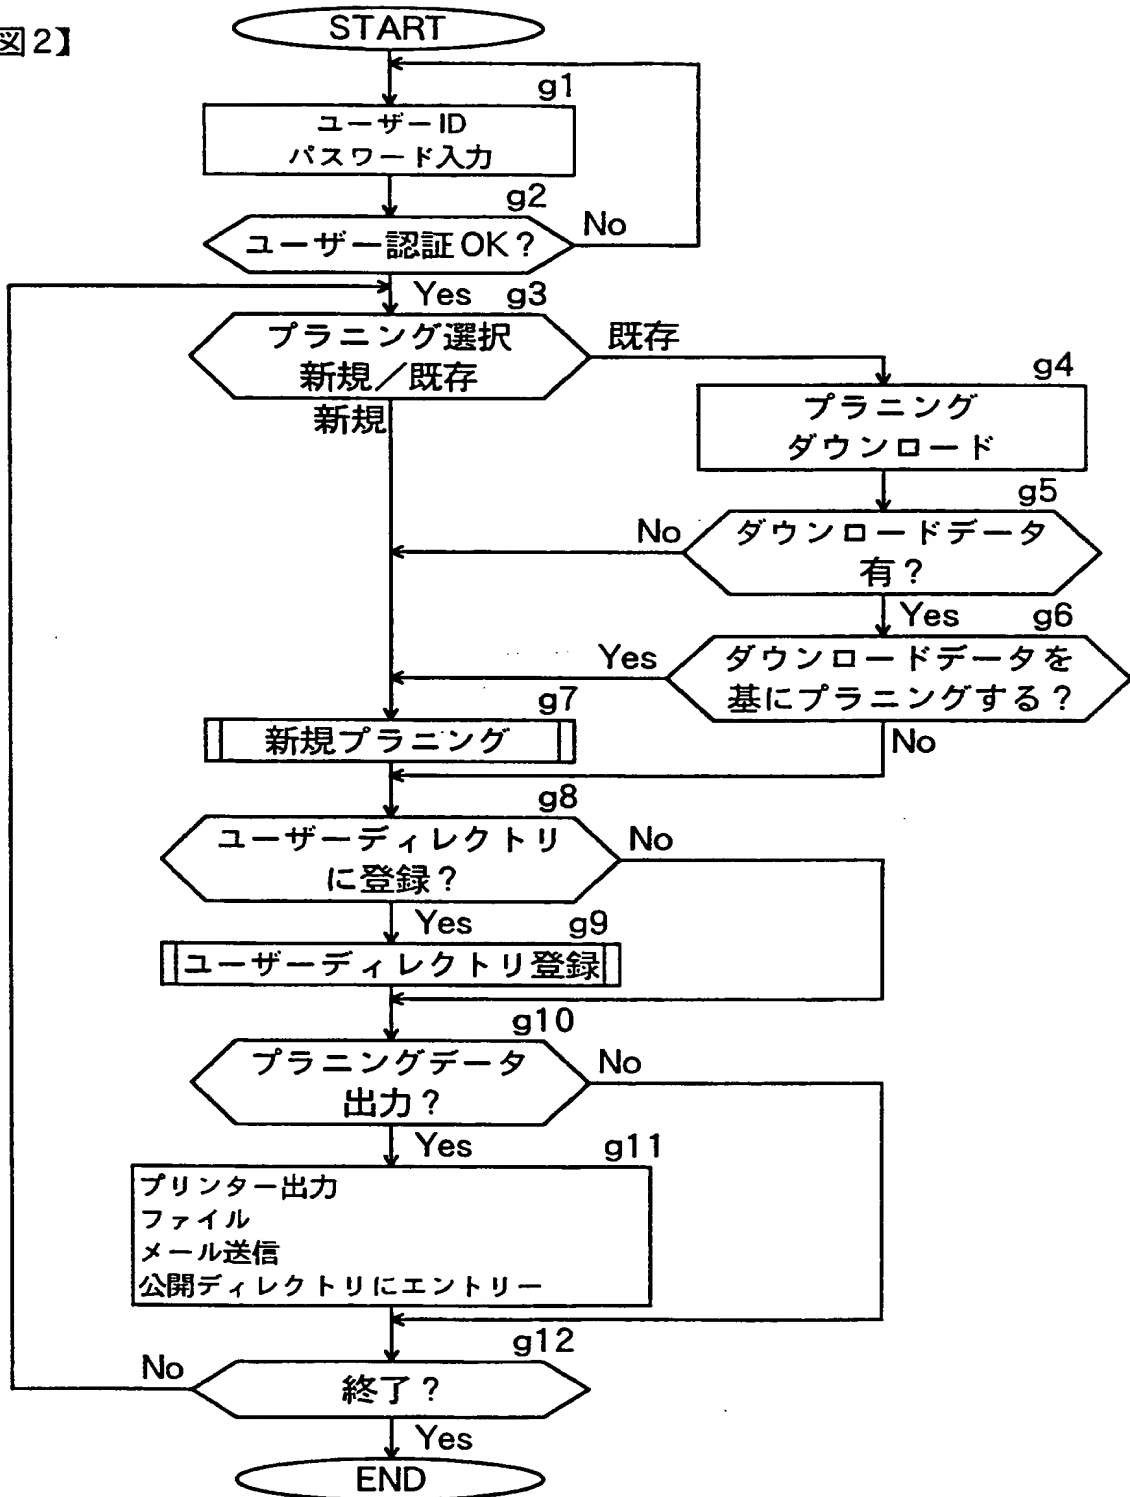 図2】
START
g1
ユーザーID
パスワード入力
g2
ユーザー認証OK?
No
Yes
g3
プラニング選択
新規/既存
既存
新規
g4
プラニング
ダウンロード
g5
ダウンロードデータ
有?
No
Yes
g6
ダウンロードデータを
基にプラニングする?
Yes
No
g7
新規プラニング
g8
ユーザーディレクトリ
に登録?
No
Yes
g9
ユーザーディレクトリ登録
g10
プラニングデータ
出力?
No
Yes
g11
プリンター出力
ファイル
メール送信
公開ディレクトリにエントリー
g12
終了?
No
Yes
END